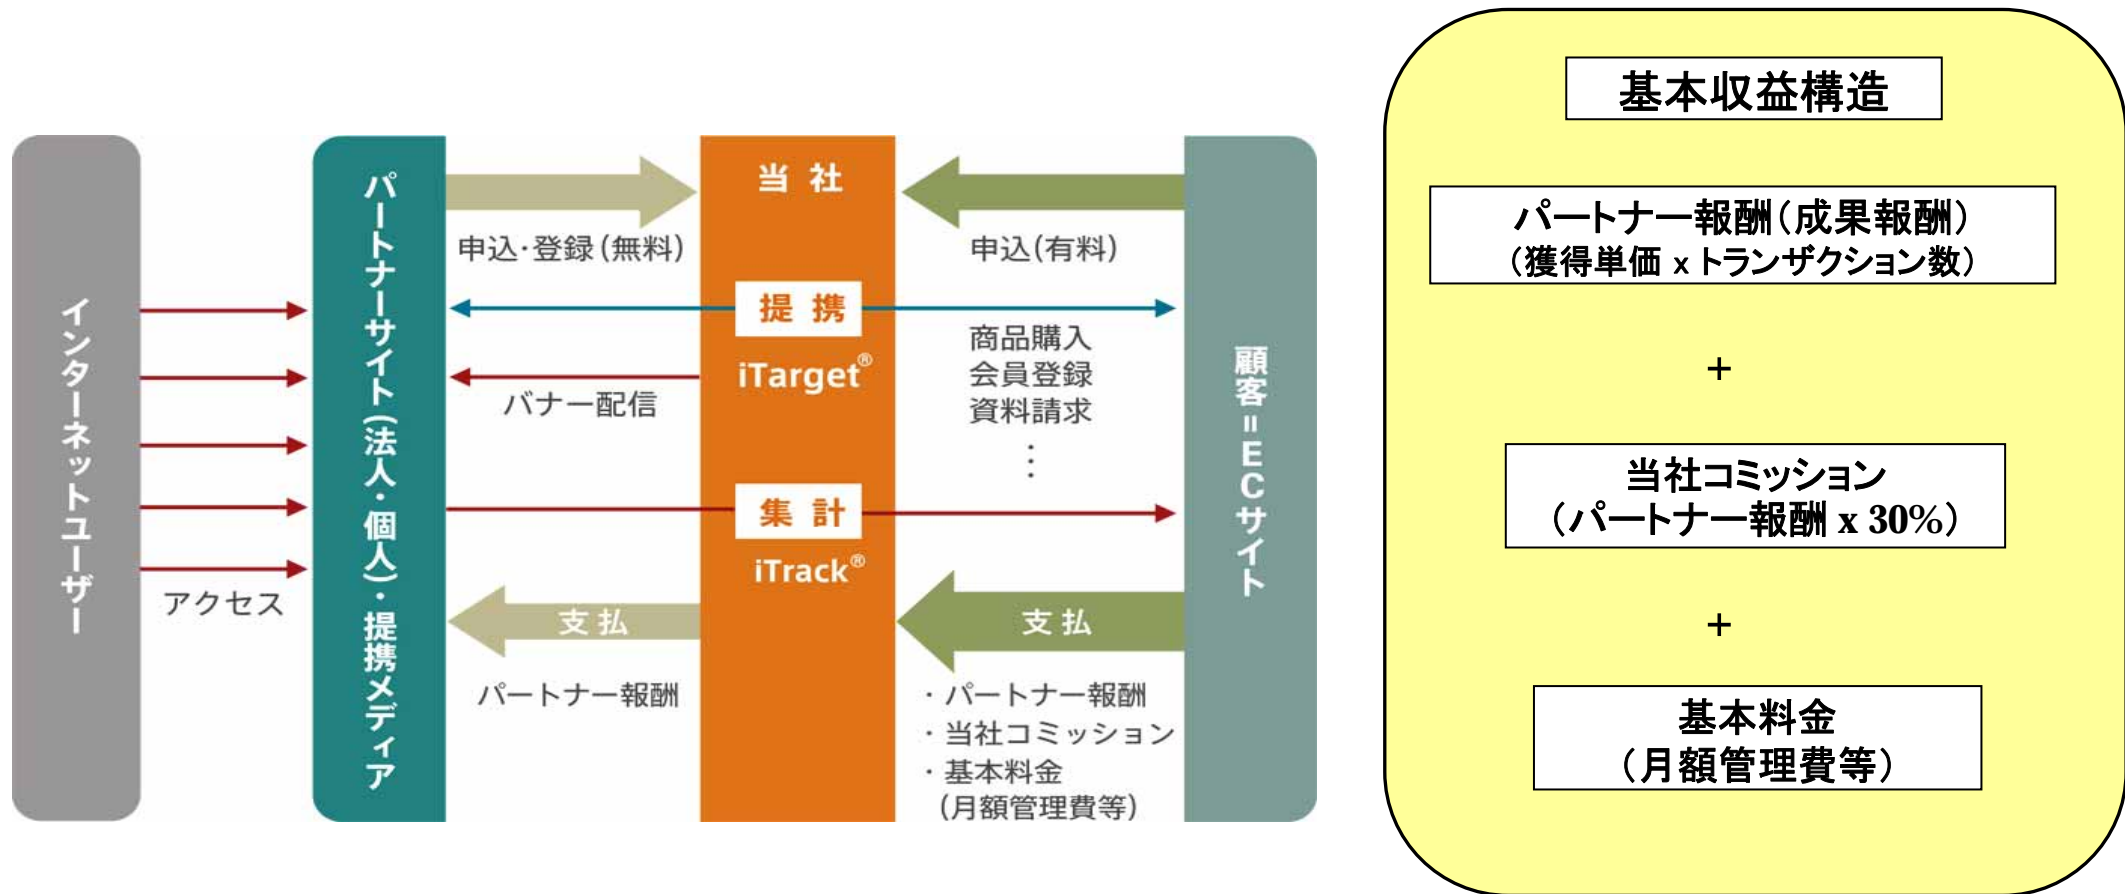 インターネットユーザー
アクセス
パートナーサイト(法人・個人)・提携メディア
申込・登録(無料)
バナー配信
支払
パートナー報酬
当社
提携
iTarget®
集計
iTrack®
申込(有料)
商品購入
会員登録
資料請求
⋮
支払
・パートナー報酬
・当社コミッション
・基本料金
(月額管理費等)
顧客=ECサイト
基本収益構造
パートナー報酬(成果報酬)
(獲得単価 x トランザクション数)
+
当社コミッション
(パートナー報酬 x 30%)
+
基本料金
(月額管理費等)